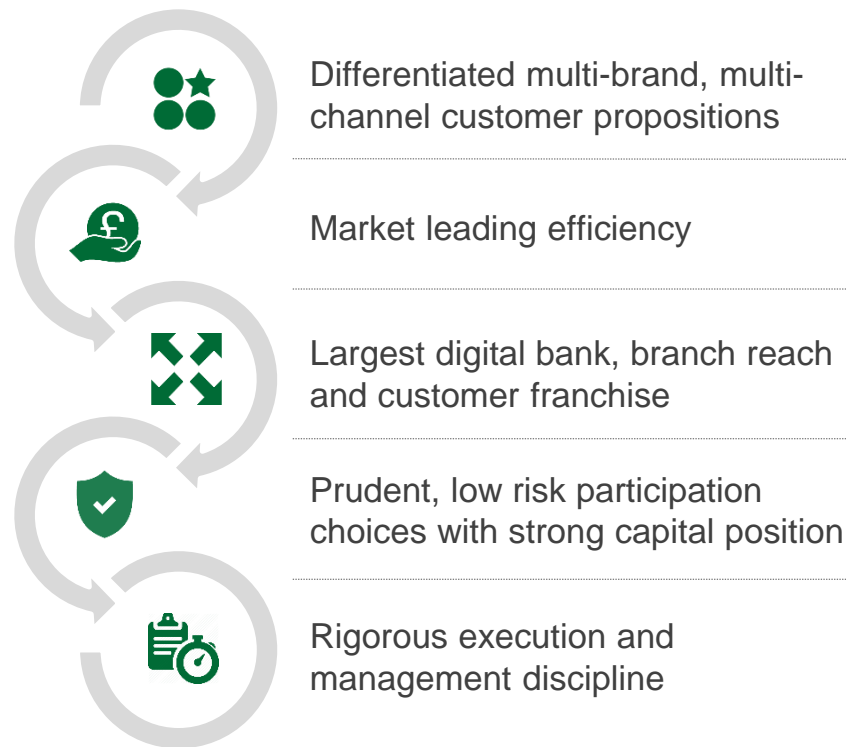 Differentiated multi-brand, multi-
channel customer propositions
£
Market leading efficiency
Largest digital bank, branch reach
and customer franchise
Prudent, low risk participation
choices with strong capital position
Rigorous execution and
management discipline